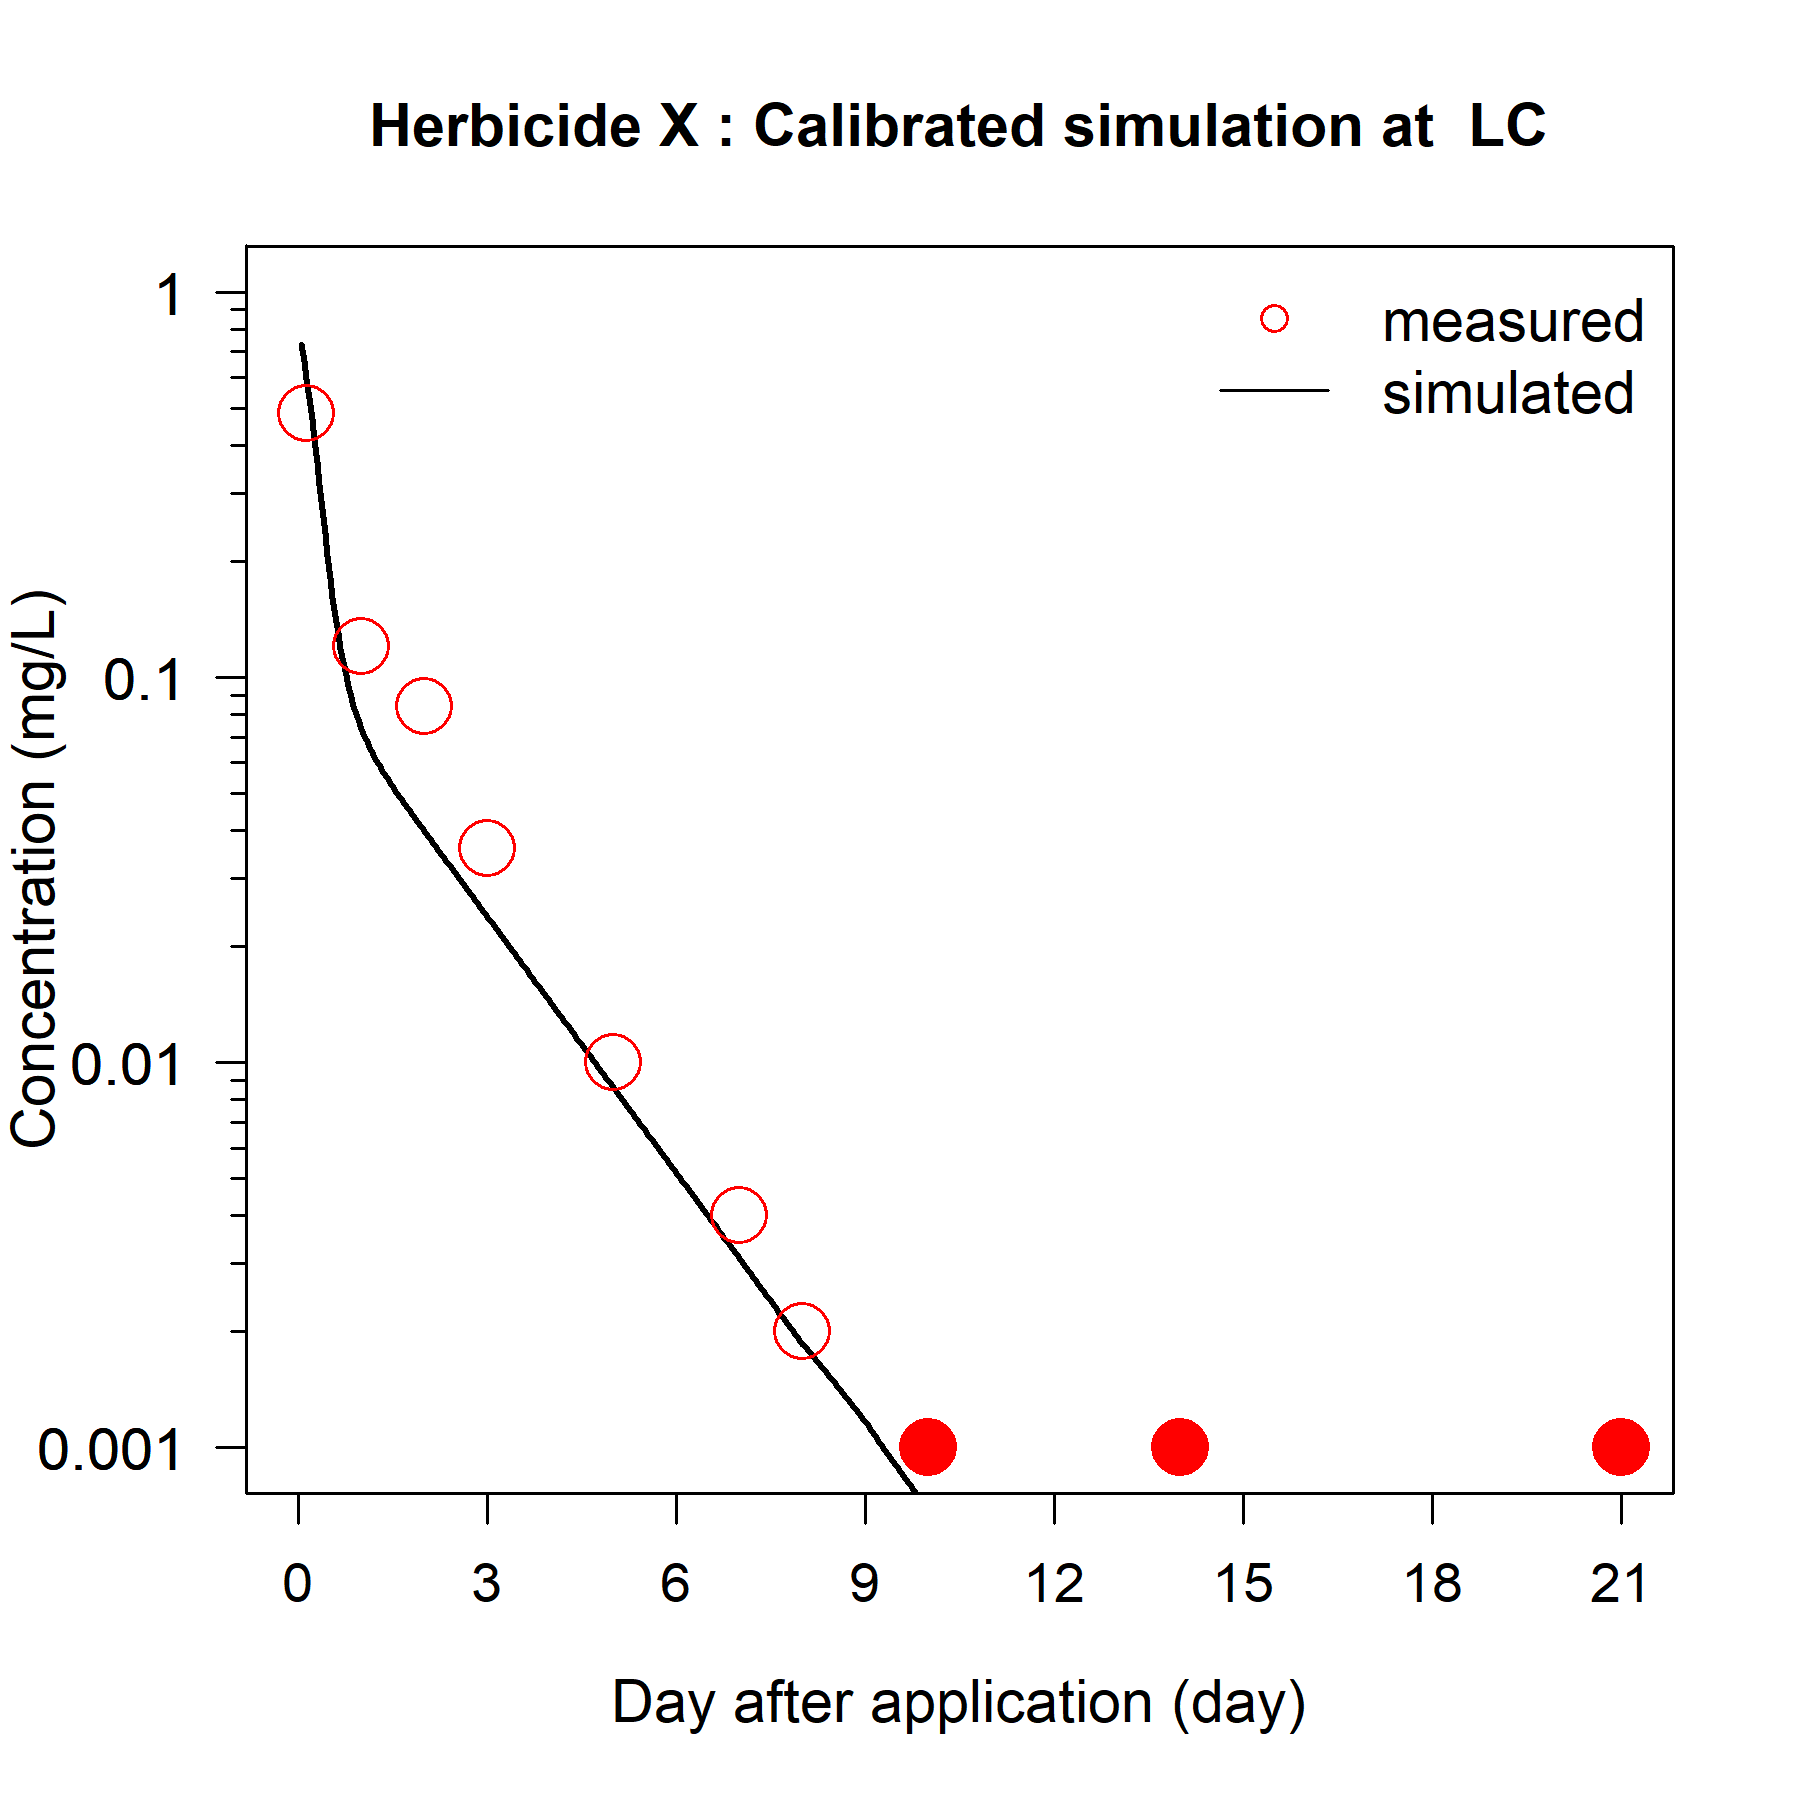 Herbicide X : Calibrated simulation at  LC
measured
simulated
Concentration (mg/L)
1
0.1
0.01
0.001
0 3 6 9 12 15 18 21
Day after application (day)